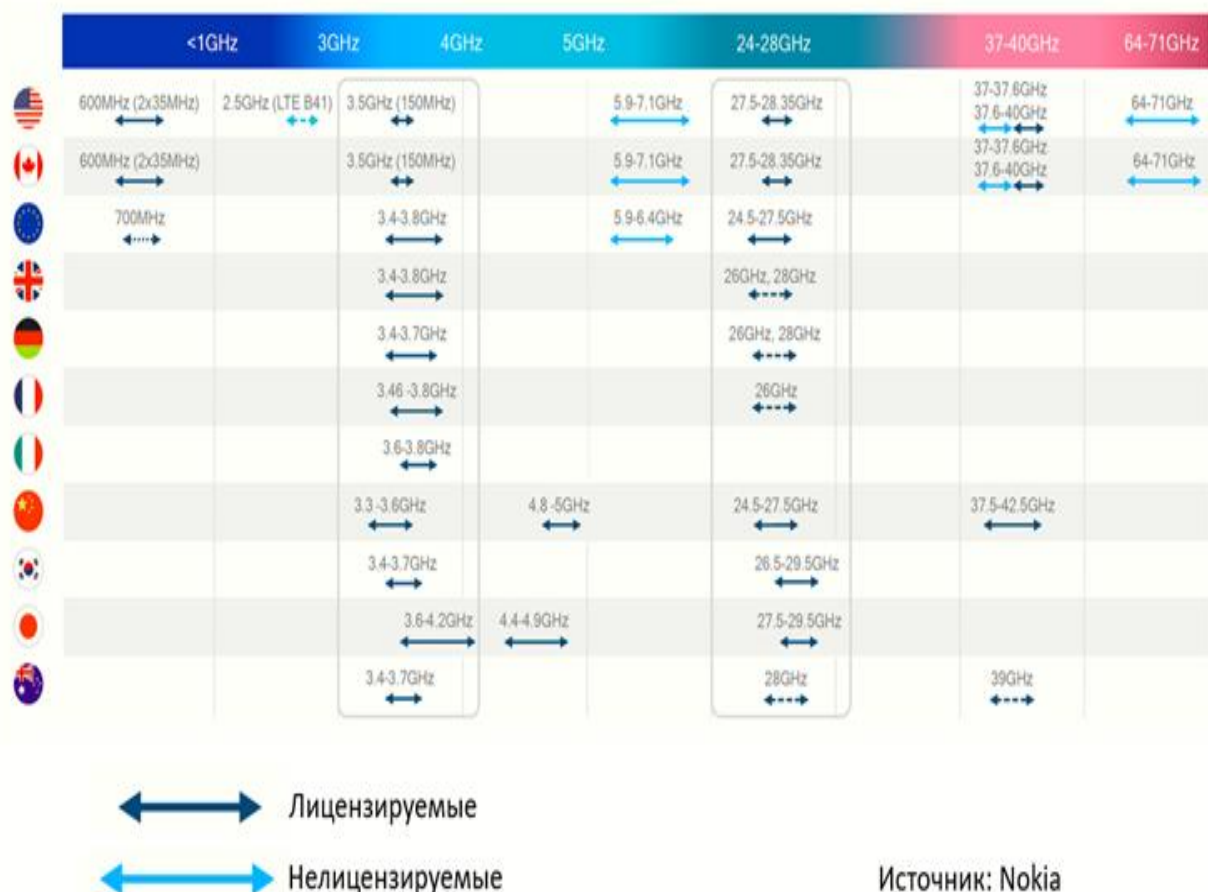 <1GHz 3GHz 4GHz 5GHz 24-28GHz 37-40GHz 64-71GHz
600MHz (2x35MHz) 2.5GHz (LTE B41) 3.5GHz (150MHz) 5.9-7.1GHz 27.5-28.35GHz 37-37.6GHz 64-71GHz
37.6-40GHz
600MHz (2x35MHz) 3.5GHz (150MHz) 5.9-7.1GHz 27.5-28.35GHz 37-37.6GHz 64-71GHz
37.6-40GHz
700MHz 3.4-3.8GHz 5.9-6.4GHz 24.5-27.5GHz
3.4-3.8GHz 26GHz, 28GHz
3.4-3.7GHz 26GHz, 28GHz
3.46 -3.8GHz 26GHz
3.6-3.8GHz
3.3 -3.6GHz 4.8 -5GHz 24.5-27.5GHz 37.5-42.5GHz
3.4-3.7GHz 26.5-29.5GHz
3.6-4.2GHz 4.4-4.9GHz 27.5-29.5GHz
3.4-3.7GHz 28GHz 39GHz
Лицензируемые
Нелицензируемые Источник: Nokia